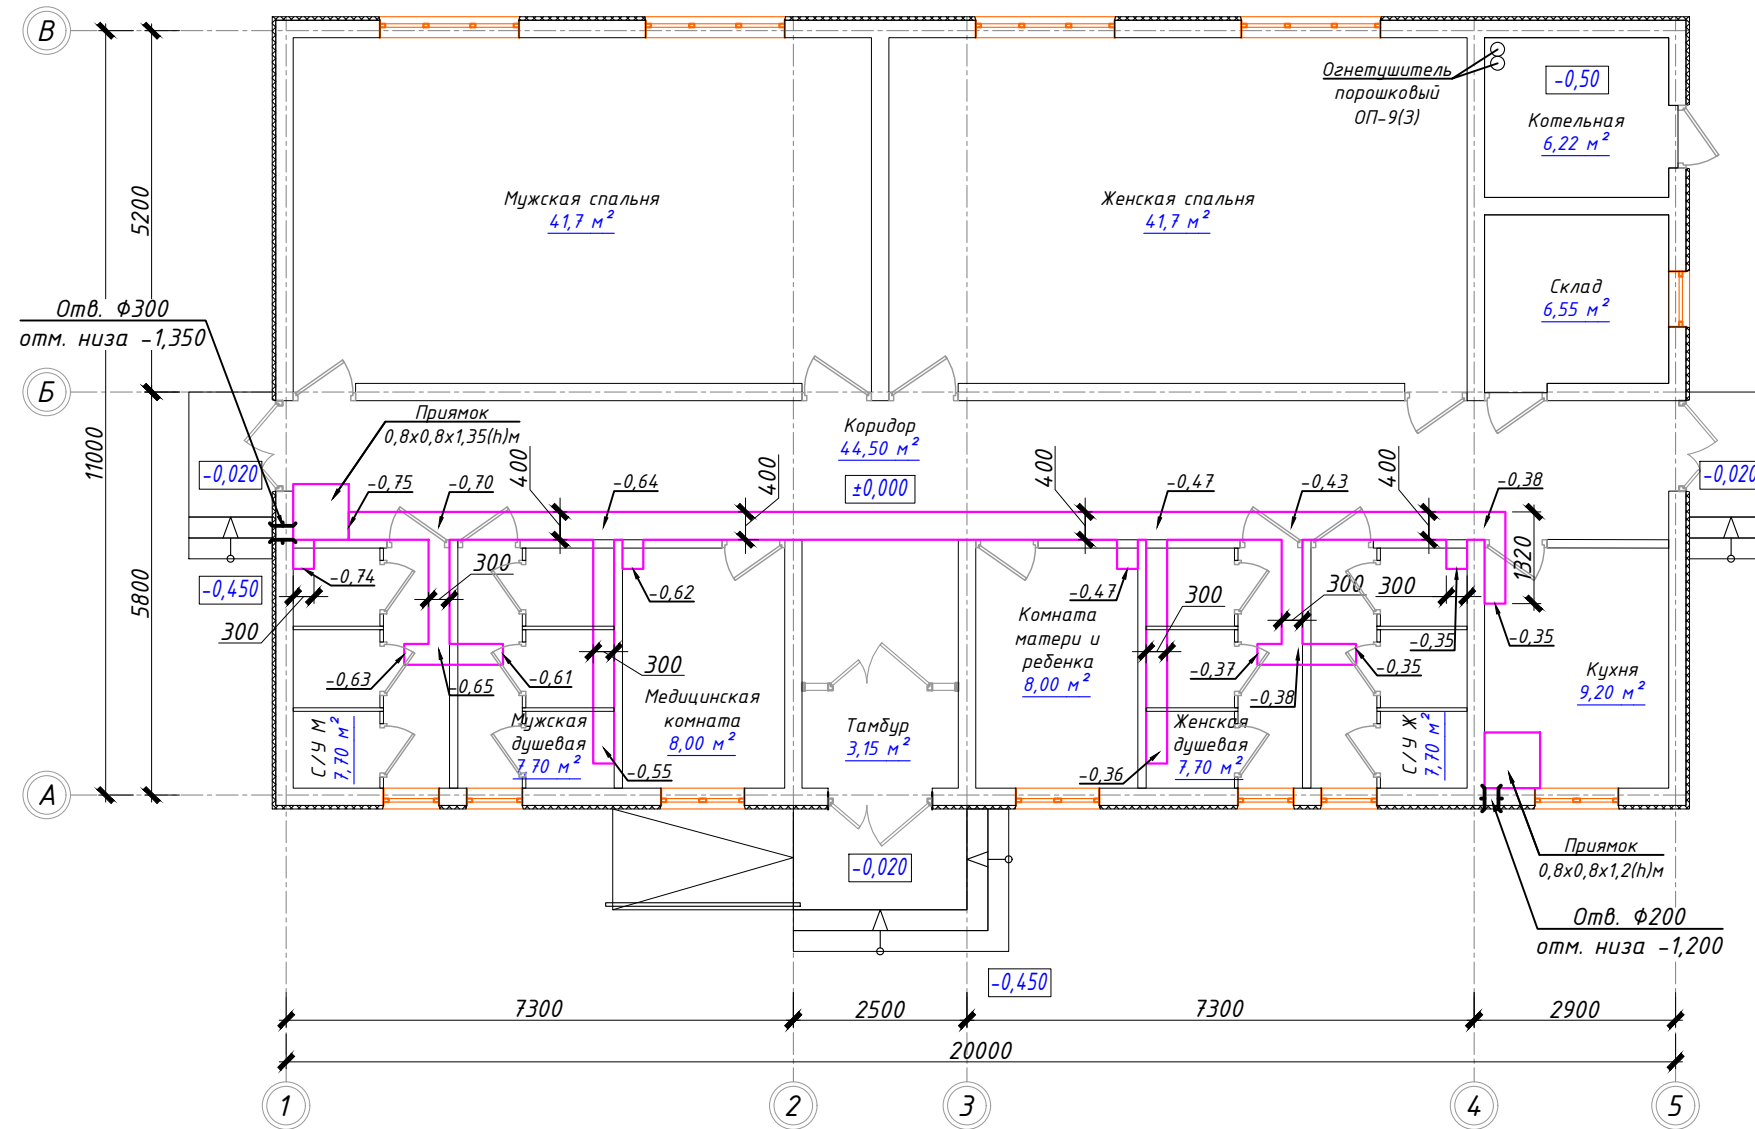 В
Огнетушитель
порошковый
ОП-9(З)
-0,50
Котельная
6,22 м²
Мужская спальня
41,7 м²
Женская спальня
41,7 м²
5200
Склад
6,55 м²
Отв. Ф300
отм. низа -1,350
Б
11000
Приямок
0,8х0,8х1,35(h)м
Коридор
44,50 м²
±0,000
-0,020
-0,75
-0,70
400
-0,64
400
400
-0,47
-0,43
400
-0,38
-0,020
5800
-0,450
-0,74
300
300
-0,62
-0,47
300
300
300
1320
300
-0,35
-0,35
-0,63
-0,65
-0,61
300
Комната
матери и
ребенка
8,00 м²
-0,37
-0,38
-0,35
Кухня
9,20 м²
С/У М
7,70 м²
Мужская
душевая
7,70 м²
-0,55
Медицинская
комната
8,00 м²
Тамбур
3,15 м²
-0,36
Женская
душевая
7,70 м²
С/У Ж
7,70 м²
А
-0,020
Приямок
0,8х0,8х1,2(h)м
Отв. Ф200
отм. низа -1,200
-0,450
7300
2500
7300
2900
20000
1
2
3
4
5